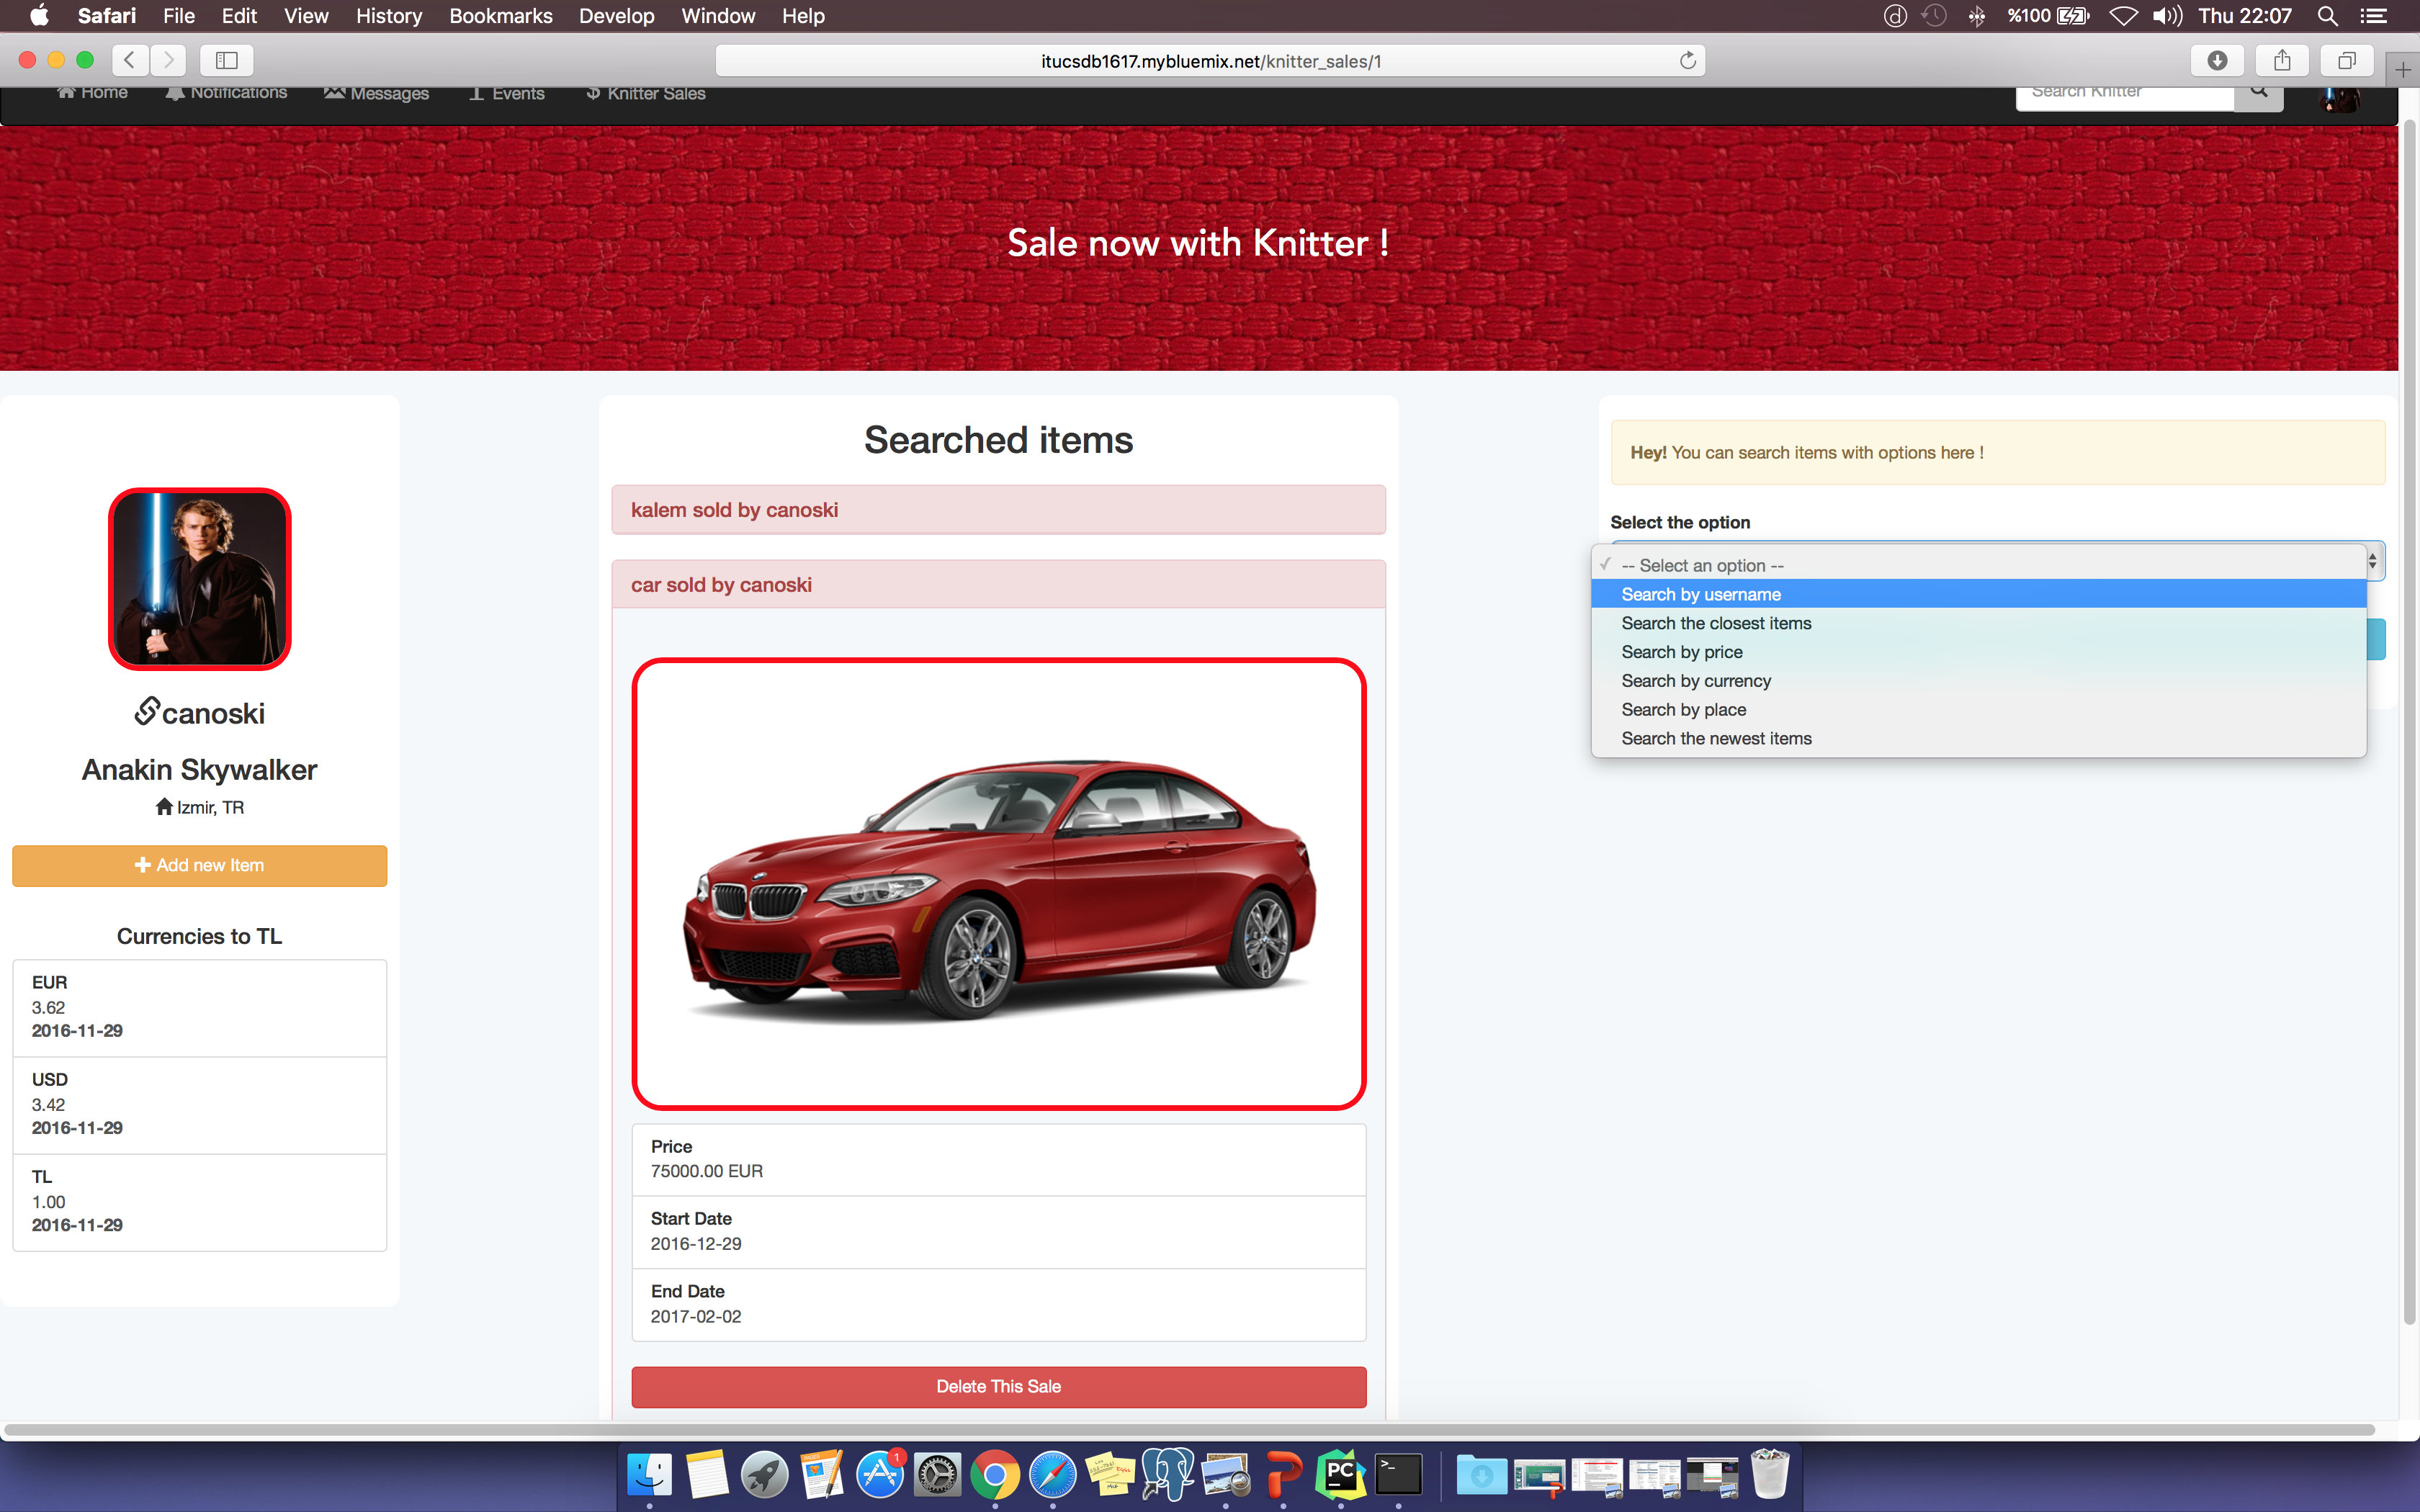 Safari File Edit View History Bookmarks Develop Window Help
%100 Thu 22:07
itucsdb1617.mybluemix.net/knitter_sales/1
Home Notifications Messages Events Knitter Sales
Search Knitter
Sale now with Knitter !
canoski
Anakin Skywalker
Izmir, TR
Add new Item
Currencies to TL
EUR
3.62
2016-11-29
USD
3.42
2016-11-29
TL
1.00
2016-11-29
Searched items
kalem sold by canoski
car sold by canoski
Price
75000.00 EUR
Start Date
2016-12-29
End Date
2017-02-02
Delete This Sale
Hey! You can search items with options here !
Select the option
-- Select an option --
Search by username
Search the closest items
Search by price
Search by currency
Search by place
Search the newest items
1
PC